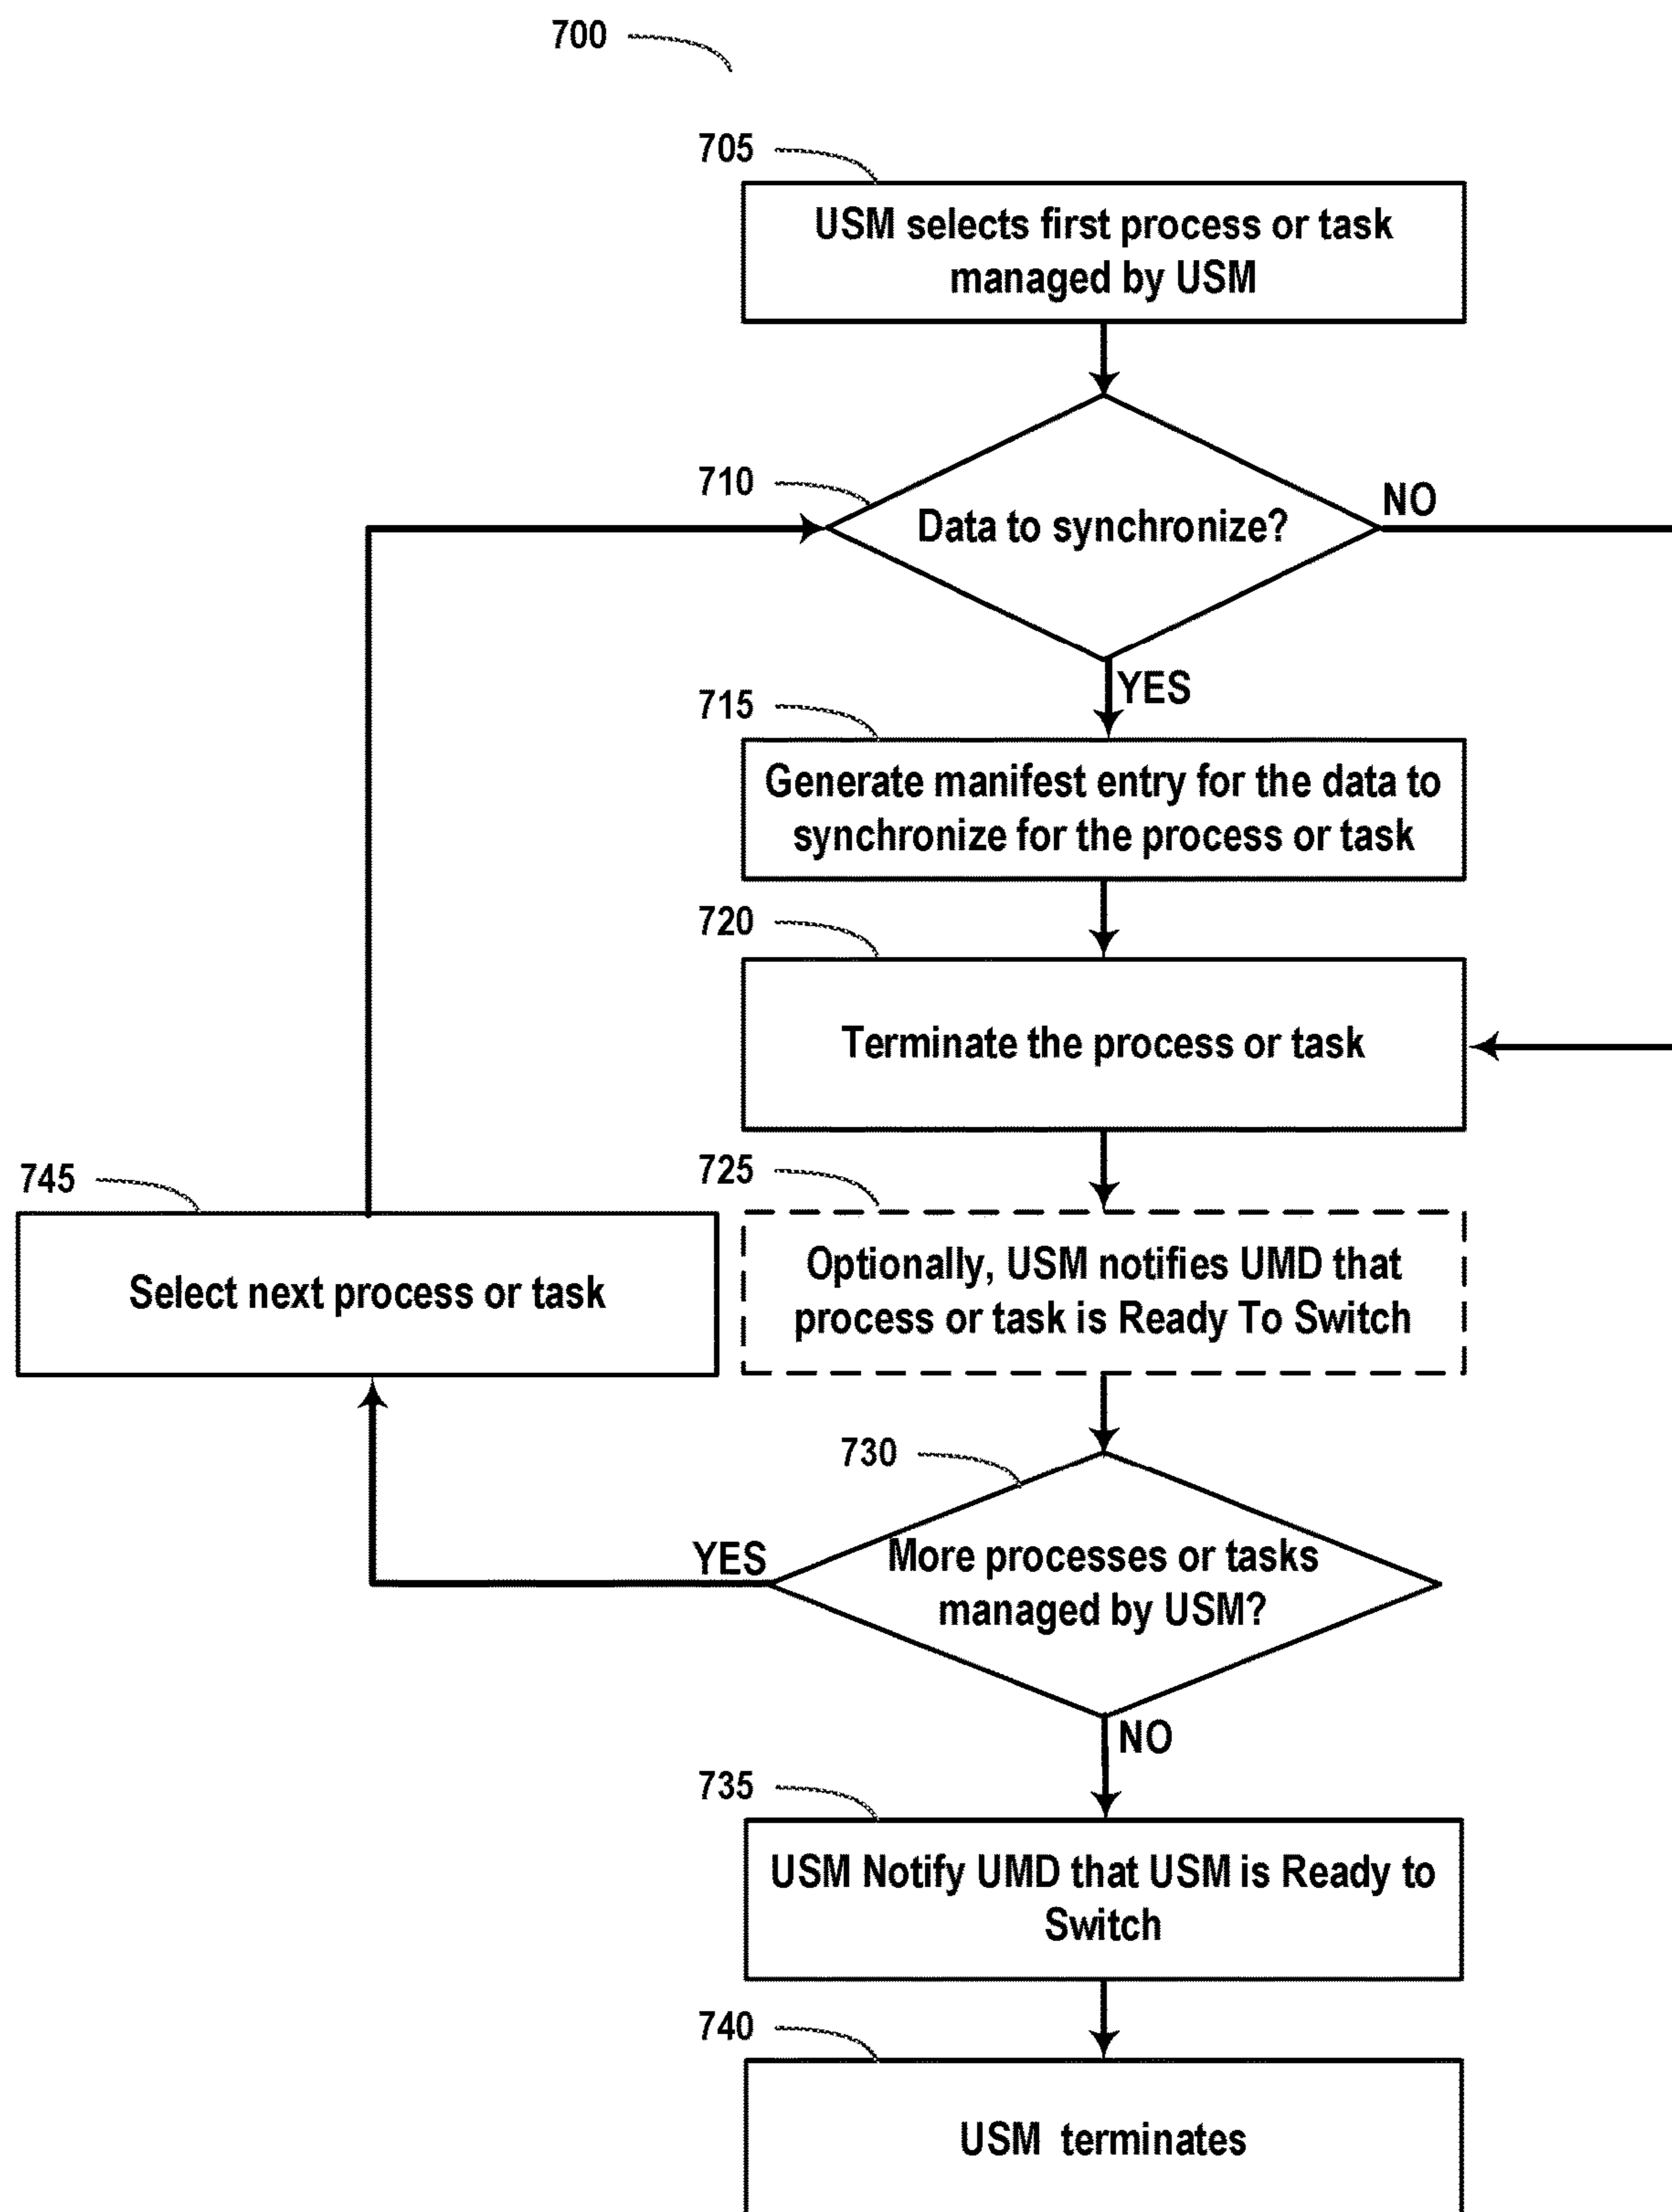 700
705
USM selects first process or task
managed by USM
710
Data to synchronize?
NO
YES
715
Generate manifest entry for the data to
synchronize for the process or task
720
Terminate the process or task
725
745
Optionally, USM notifies UMD that
process or task is Ready To Switch
Select next process or task
730
YES
More processes or tasks
managed by USM?
NO
735
USM Notify UMD that USM is Ready to
Switch
740
USM terminates